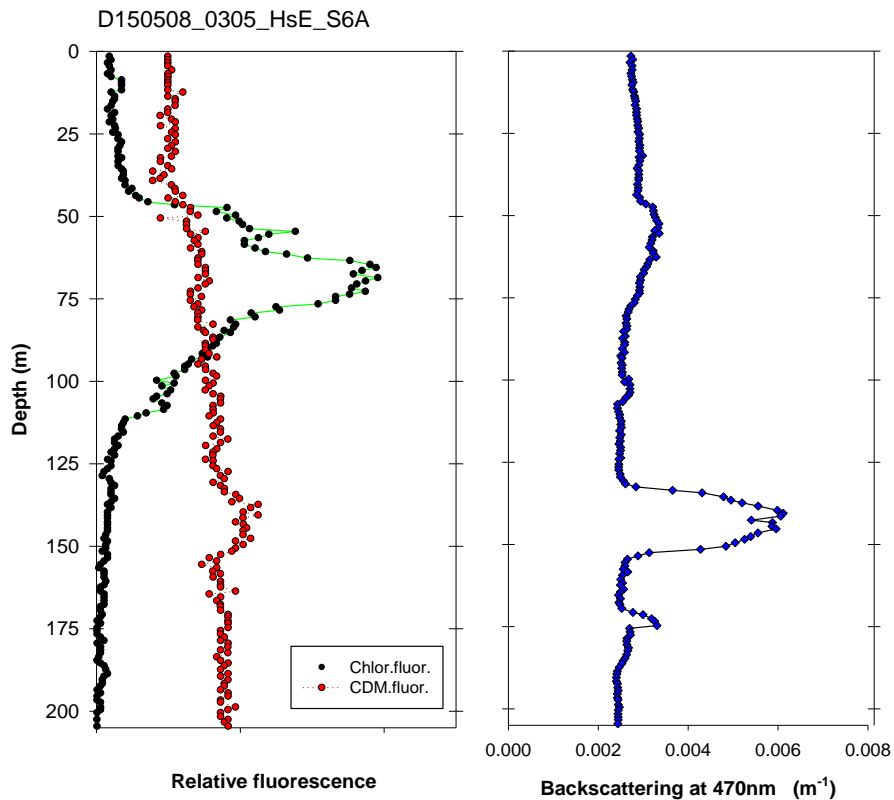 D150508_0305_HsE_S6A
0
25
50
75
100
125
150
175
200
Depth (m)
Chlor.fluor.
CDM.fluor.
Relative fluorescence
0.000 0.002 0.004 0.006 0.008
Backscattering at 470nm (m⁻¹)